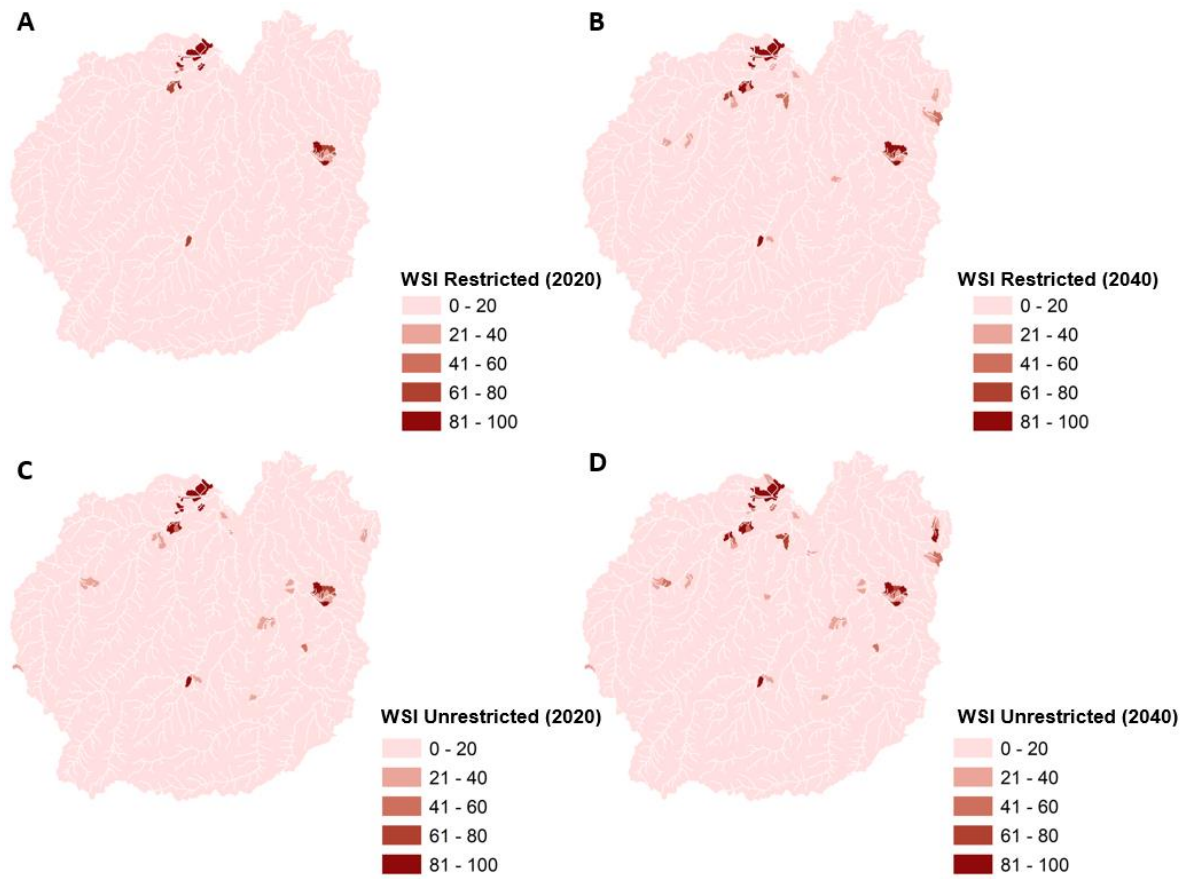 A
WSI Restricted (2020)
0 - 20
21 - 40
41 - 60
61 - 80
81 - 100
B
WSI Restricted (2040)
0 - 20
21 - 40
41 - 60
61 - 80
81 - 100
C
WSI Unrestricted (2020)
0 - 20
21 - 40
41 - 60
61 - 80
81 - 100
D
WSI Unrestricted (2040)
0 - 20
21 - 40
41 - 60
61 - 80
81 - 100